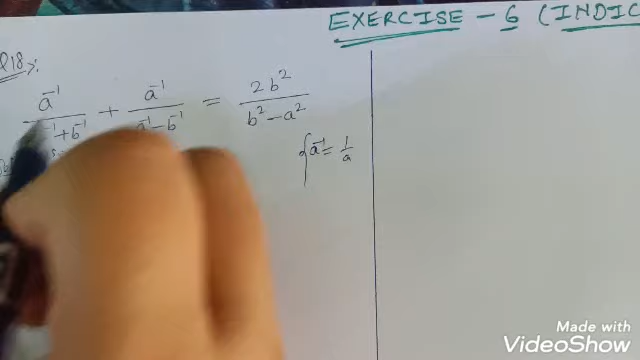 EXERCISE - 6 (INDIC
Q18:
a⁻¹ / a⁻¹+b⁻¹ + a⁻¹ / a⁻¹-b⁻¹ = 2b² / b²-a²
{a⁻¹ = 1/a
Made with
VideoShow